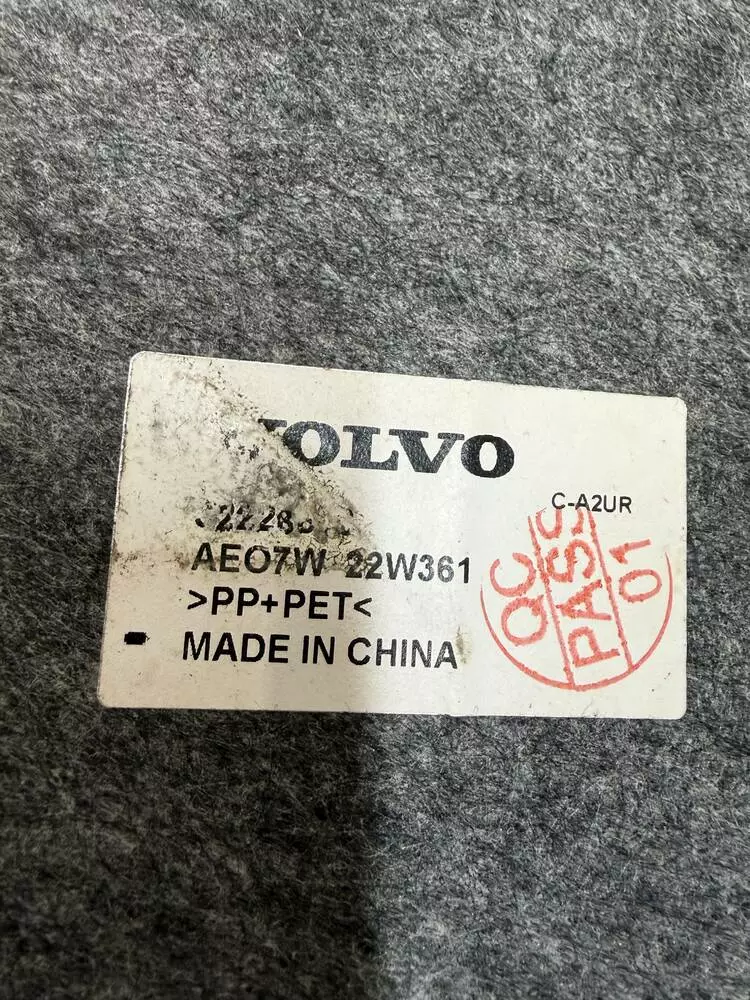 VOLVO
C-A2UR
AEO7W 22W361
>PP+PET<
MADE IN CHINA
QC
PASS
01